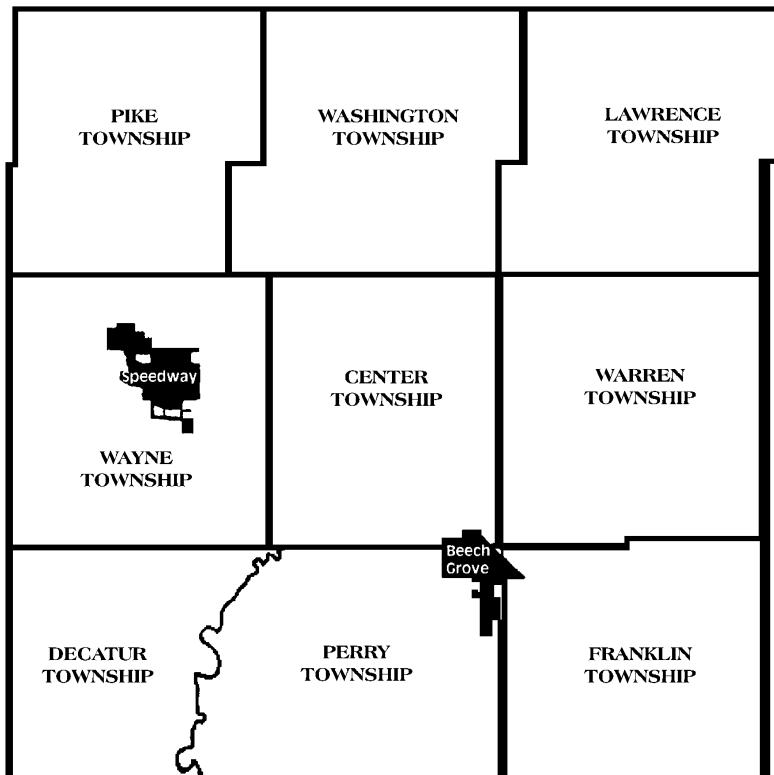 PIKE
TOWNSHIP
WASHINGTON
TOWNSHIP
LAWRENCE
TOWNSHIP
Speedway
WAYNE
TOWNSHIP
CENTER
TOWNSHIP
WARREN
TOWNSHIP
Beech
Grove
DECATUR
TOWNSHIP
PERRY
TOWNSHIP
FRANKLIN
TOWNSHIP